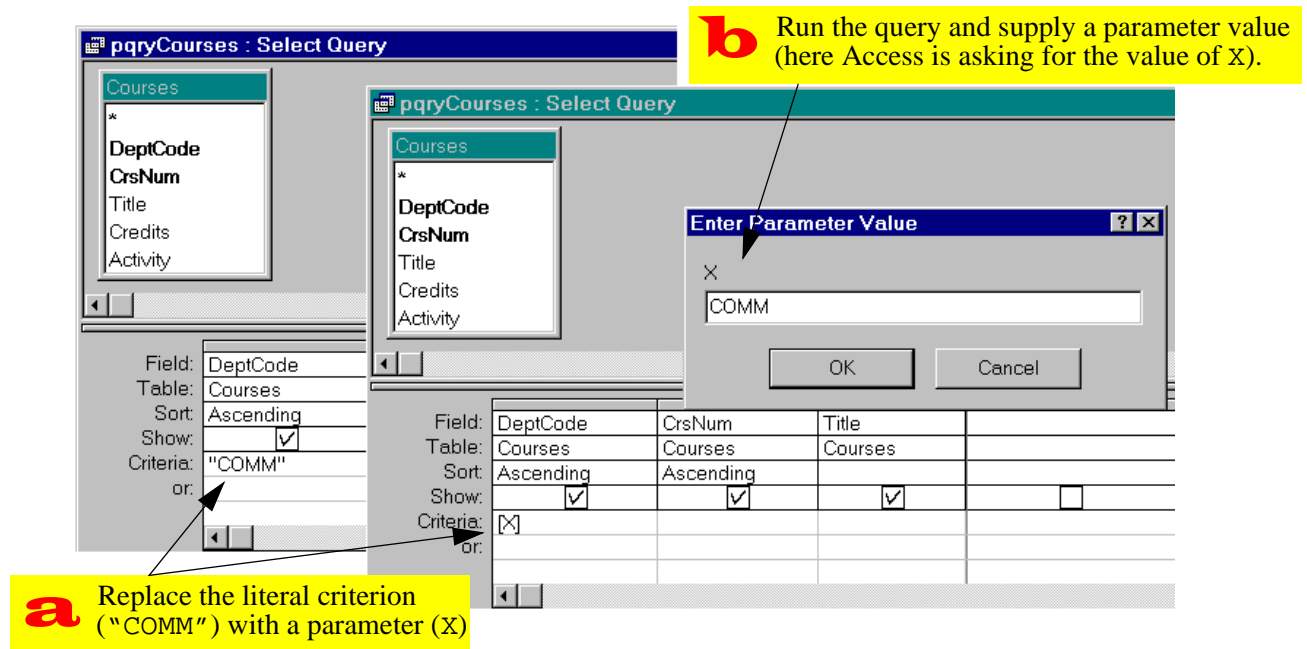 b Run the query and supply a parameter value
(here Access is asking for the value of X).
pqryCourses : Select Query
Courses
*
DeptCode
CrsNum
Title
Credits
Activity
Field: DeptCode
Table: Courses
Sort: Ascending
Show:
Criteria: "COMM"
or:
pqryCourses : Select Query
Courses
*
DeptCode
CrsNum
Title
Credits
Activity
Enter Parameter Value
X
COMM
OK Cancel
Field: DeptCode CrsNum Title
Table: Courses Courses Courses
Sort: Ascending Ascending
Show:
Criteria: [X]
or:
a Replace the literal criterion
(“COMM”) with a parameter (X)